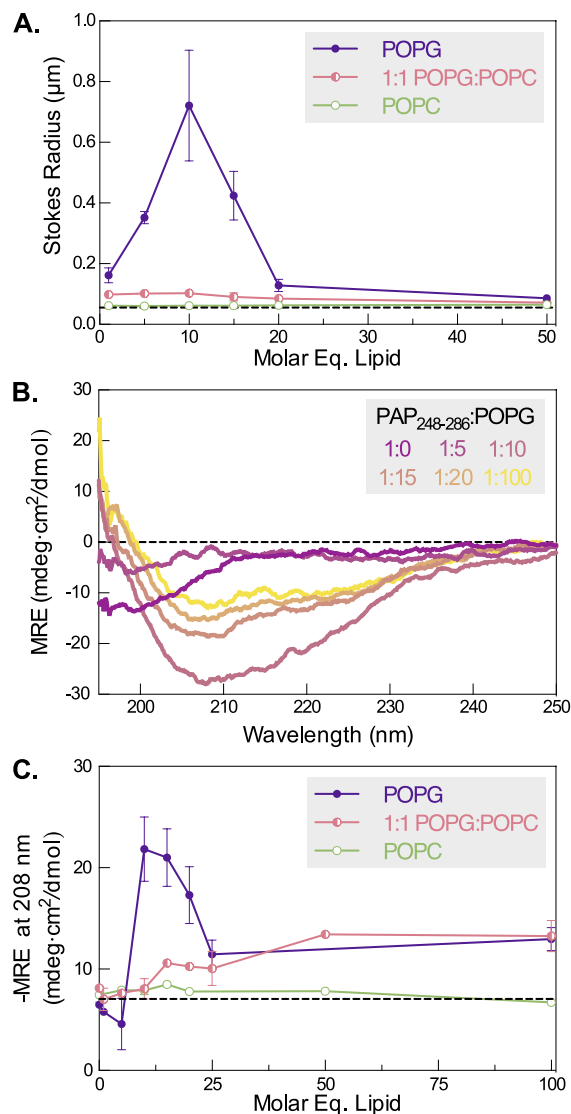 A.
Stokes Radius (μm)
1.0
0.8
0.6
0.4
0.2
0.0
POPG
1:1 POPG:POPC
POPC
0 10 20 30 40 50
Molar Eq. Lipid
B.
MRE (mdeg·cm²/dmol)
30
20
10
0
-10
-20
-30
PAP248-286:POPG
1:0 1:5 1:10
1:15 1:20 1:100
200 210 220 230 240 250
Wavelength (nm)
C.
-MRE at 208 nm
(mdeg·cm²/dmol)
30
20
10
0
POPG
1:1 POPG:POPC
POPC
0 25 50 75 100
Molar Eq. Lipid